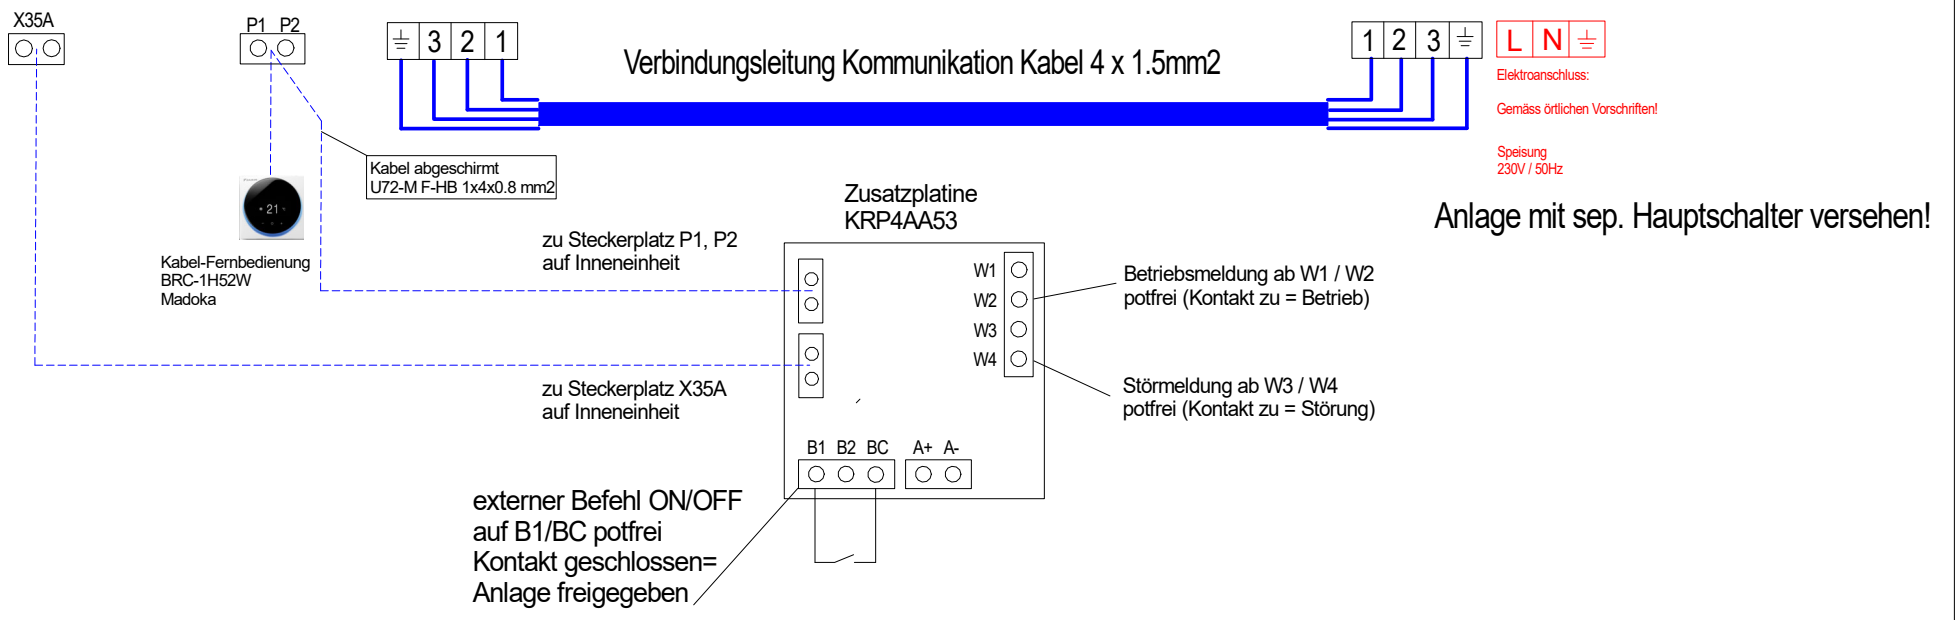 X35A
P1 P2
3 2 1
Verbindungsleitung Kommunikation Kabel 4 x 1.5mm2
1 2 3
L N
Elektroanschluss:
Gemäss örtlichen Vorschriften!
Speisung
230V / 50Hz
Anlage mit sep. Hauptschalter versehen!
Kabel abgeschirmt
U72-M F-HB 1x4x0.8 mm2
21
Kabel-Fernbedienung
BRC-1H52W
Madoka
zu Steckerplatz P1, P2
auf Inneneinheit
Zusatzplatine
KRP4AA53
W1
W2
W3
W4
Betriebsmeldung ab W1 / W2
potfrei (Kontakt zu = Betrieb)
Störmeldung ab W3 / W4
potfrei (Kontakt zu = Störung)
zu Steckerplatz X35A
auf Inneneinheit
B1 B2 BC A+ A-
externer Befehl ON/OFF
auf B1/BC potfrei
Kontakt geschlossen=
Anlage freigegeben